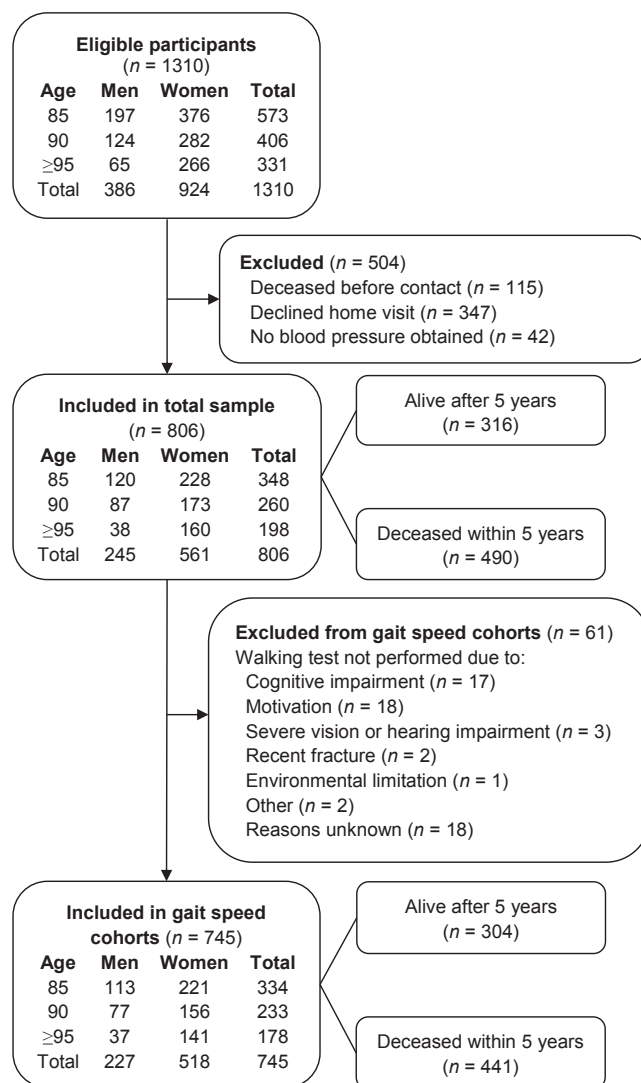 Eligible participants
(n = 1310)
Age Men Women Total
85 197 376 573
90 124 282 406
≥95 65 266 331
Total 386 924 1310
Excluded (n = 504)
Deceased before contact (n = 115)
Declined home visit (n = 347)
No blood pressure obtained (n = 42)
Included in total sample
(n = 806)
Age Men Women Total
85 120 228 348
90 87 173 260
≥95 38 160 198
Total 245 561 806
Alive after 5 years
(n = 316)
Deceased within 5 years
(n = 490)
Excluded from gait speed cohorts (n = 61)
Walking test not performed due to:
Cognitive impairment (n = 17)
Motivation (n = 18)
Severe vision or hearing impairment (n = 3)
Recent fracture (n = 2)
Environmental limitation (n = 1)
Other (n = 2)
Reasons unknown (n = 18)
Included in gait speed
cohorts (n = 745)
Age Men Women Total
85 113 221 334
90 77 156 233
≥95 37 141 178
Total 227 518 745
Alive after 5 years
(n = 304)
Deceased within 5 years
(n = 441)